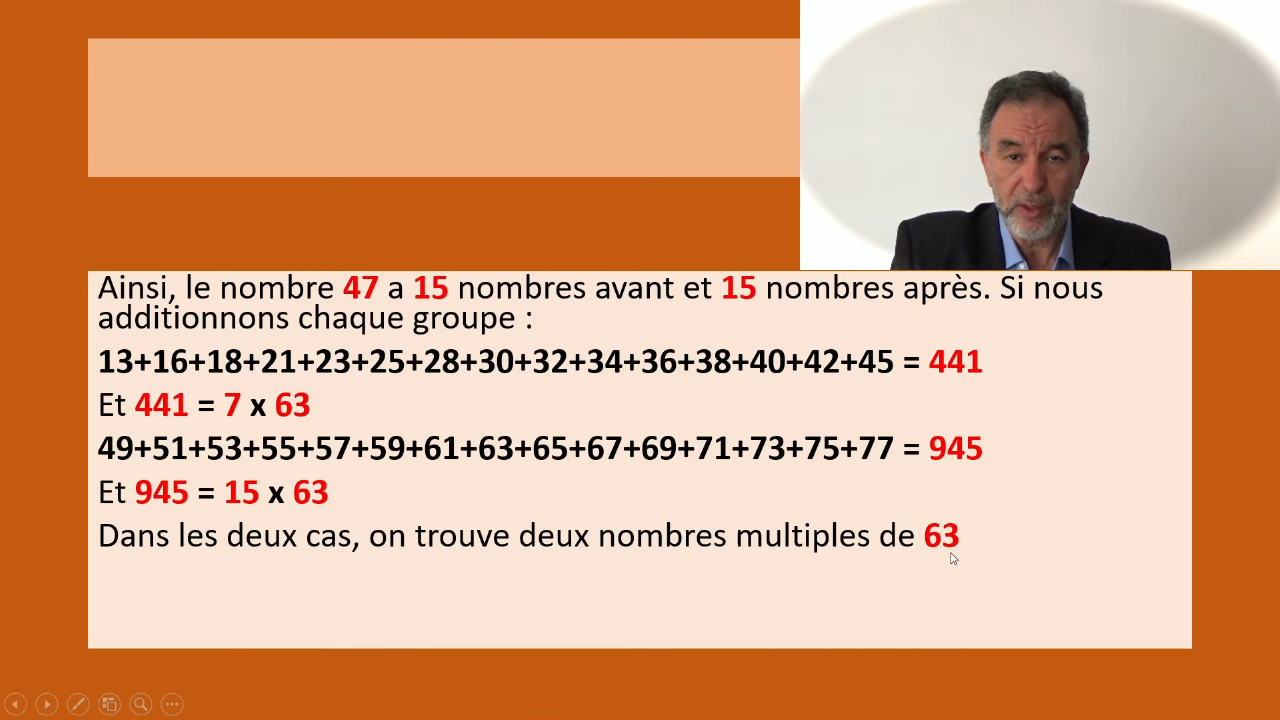 Ainsi, le nombre 47 a 15 nombres avant et 15 nombres après. Si nous
additionnons chaque groupe :
13+16+18+21+23+25+28+30+32+34+36+38+40+42+45 = 441
Et 441 = 7 x 63
49+51+53+55+57+59+61+63+65+67+69+71+73+75+77 = 945
Et 945 = 15 x 63
Dans les deux cas, on trouve deux nombres multiples de 63